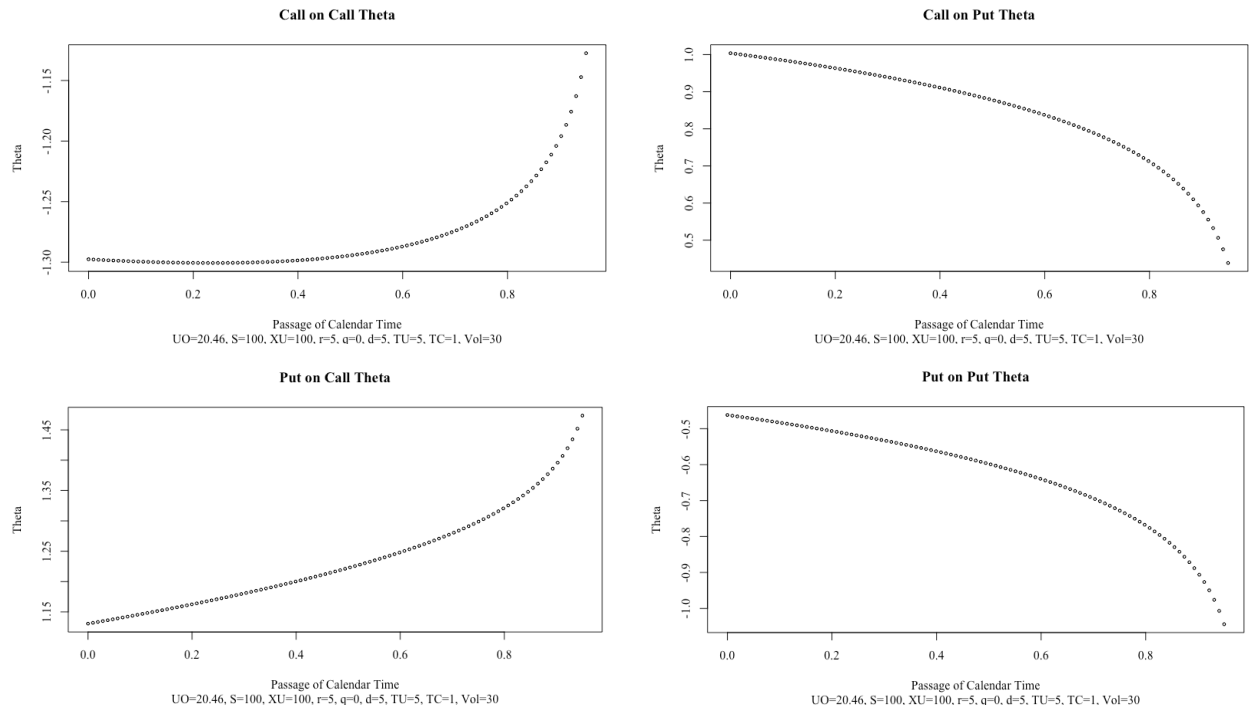 Call on Call Theta
Theta
-1.15
-1.20
-1.25
-1.30
0.0 0.2 0.4 0.6 0.8
Passage of Calendar Time
UO=20.46, S=100, XU=100, r=5, q=0, d=5, TU=5, TC=1, Vol=30
Call on Put Theta
Theta
1.0
0.9
0.8
0.7
0.6
0.5
0.0 0.2 0.4 0.6 0.8
Passage of Calendar Time
UO=20.46, S=100, XU=100, r=5, q=0, d=5, TU=5, TC=1, Vol=30
Put on Call Theta
Theta
1.45
1.35
1.25
1.15
0.0 0.2 0.4 0.6 0.8
Passage of Calendar Time
UO=20.46, S=100, XU=100, r=5, q=0, d=5, TU=5, TC=1, Vol=30
Put on Put Theta
Theta
-0.5
-0.6
-0.7
-0.8
-0.9
-1.0
0.0 0.2 0.4 0.6 0.8
Passage of Calendar Time
UO=20.46, S=100, XU=100, r=5, q=0, d=5, TU=5, TC=1, Vol=30